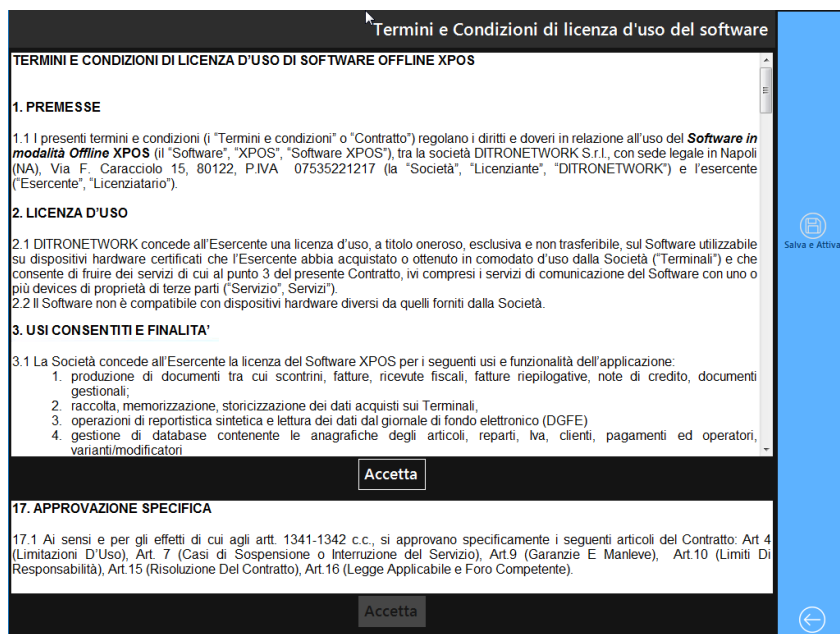 Termini e Condizioni di licenza d'uso del software
TERMINI E CONDIZIONI DI LICENZA D'USO DI SOFTWARE OFFLINE XPOS
1. PREMESSE
1.1 I presenti termini e condizioni (i “Termini e condizioni” o “Contratto”) regolano i diritti e doveri in relazione all'uso del Software in
modalità Offline XPOS (il “Software”, “XPOS”, “Software XPOS”), tra la società DITRONETWORK S.r.l., con sede legale in Napoli
(NA), Via F. Caracciolo 15, 80122, P.IVA 07535221217 (la “Società”, “Licenziante”, “DITRONETWORK”) e l'esercente
(“Esercente”, “Licenziatario”).
2. LICENZA D'USO
2.1 DITRONETWORK concede all'Esercente una licenza d'uso, a titolo oneroso, esclusiva e non trasferibile, sul Software utilizzabile
su dispositivi hardware certificati che l'Esercente abbia acquistato o ottenuto in comodato d'uso dalla Società (“Terminali”) e che
consente di fruire dei servizi di cui al punto 3 del presente Contratto, ivi compresi i servizi di comunicazione del Software con uno o
più devices di proprietà di terze parti (“Servizio”, Servizi”).
2.2 Il Software non è compatibile con dispositivi hardware diversi da quelli forniti dalla Società.
3. USI CONSENTITI E FINALITA'
3.1 La Società concede all'Esercente la licenza del Software XPOS per i seguenti usi e funzionalità dell'applicazione:
1. produzione di documenti tra cui scontrini, fatture, ricevute fiscali, fatture riepilogative, note di credito, documenti
gestionali;
2. raccolta, memorizzazione, storicizzazione dei dati acquisti sui Terminali,
3. operazioni di reportistica sintetica e lettura dei dati dal giornale di fondo elettronico (DGFE)
4. gestione di database contenente le anagrafiche degli articoli, reparti, Iva, clienti, pagamenti ed operatori,
varianti/modificatori
Accetta
17. APPROVAZIONE SPECIFICA
17.1 Ai sensi e per gli effetti di cui agli artt. 1341-1342 c.c., si approvano specificamente i seguenti articoli del Contratto: Art 4
(Limitazioni D'Uso), Art. 7 (Casi di Sospensione o Interruzione del Servizio), Art.9 (Garanzie E Manleve), Art.10 (Limiti Di
Responsabilità), Art.15 (Risoluzione Del Contratto), Art.16 (Legge Applicabile e Foro Competente).
Accetta
Salva e Attiva